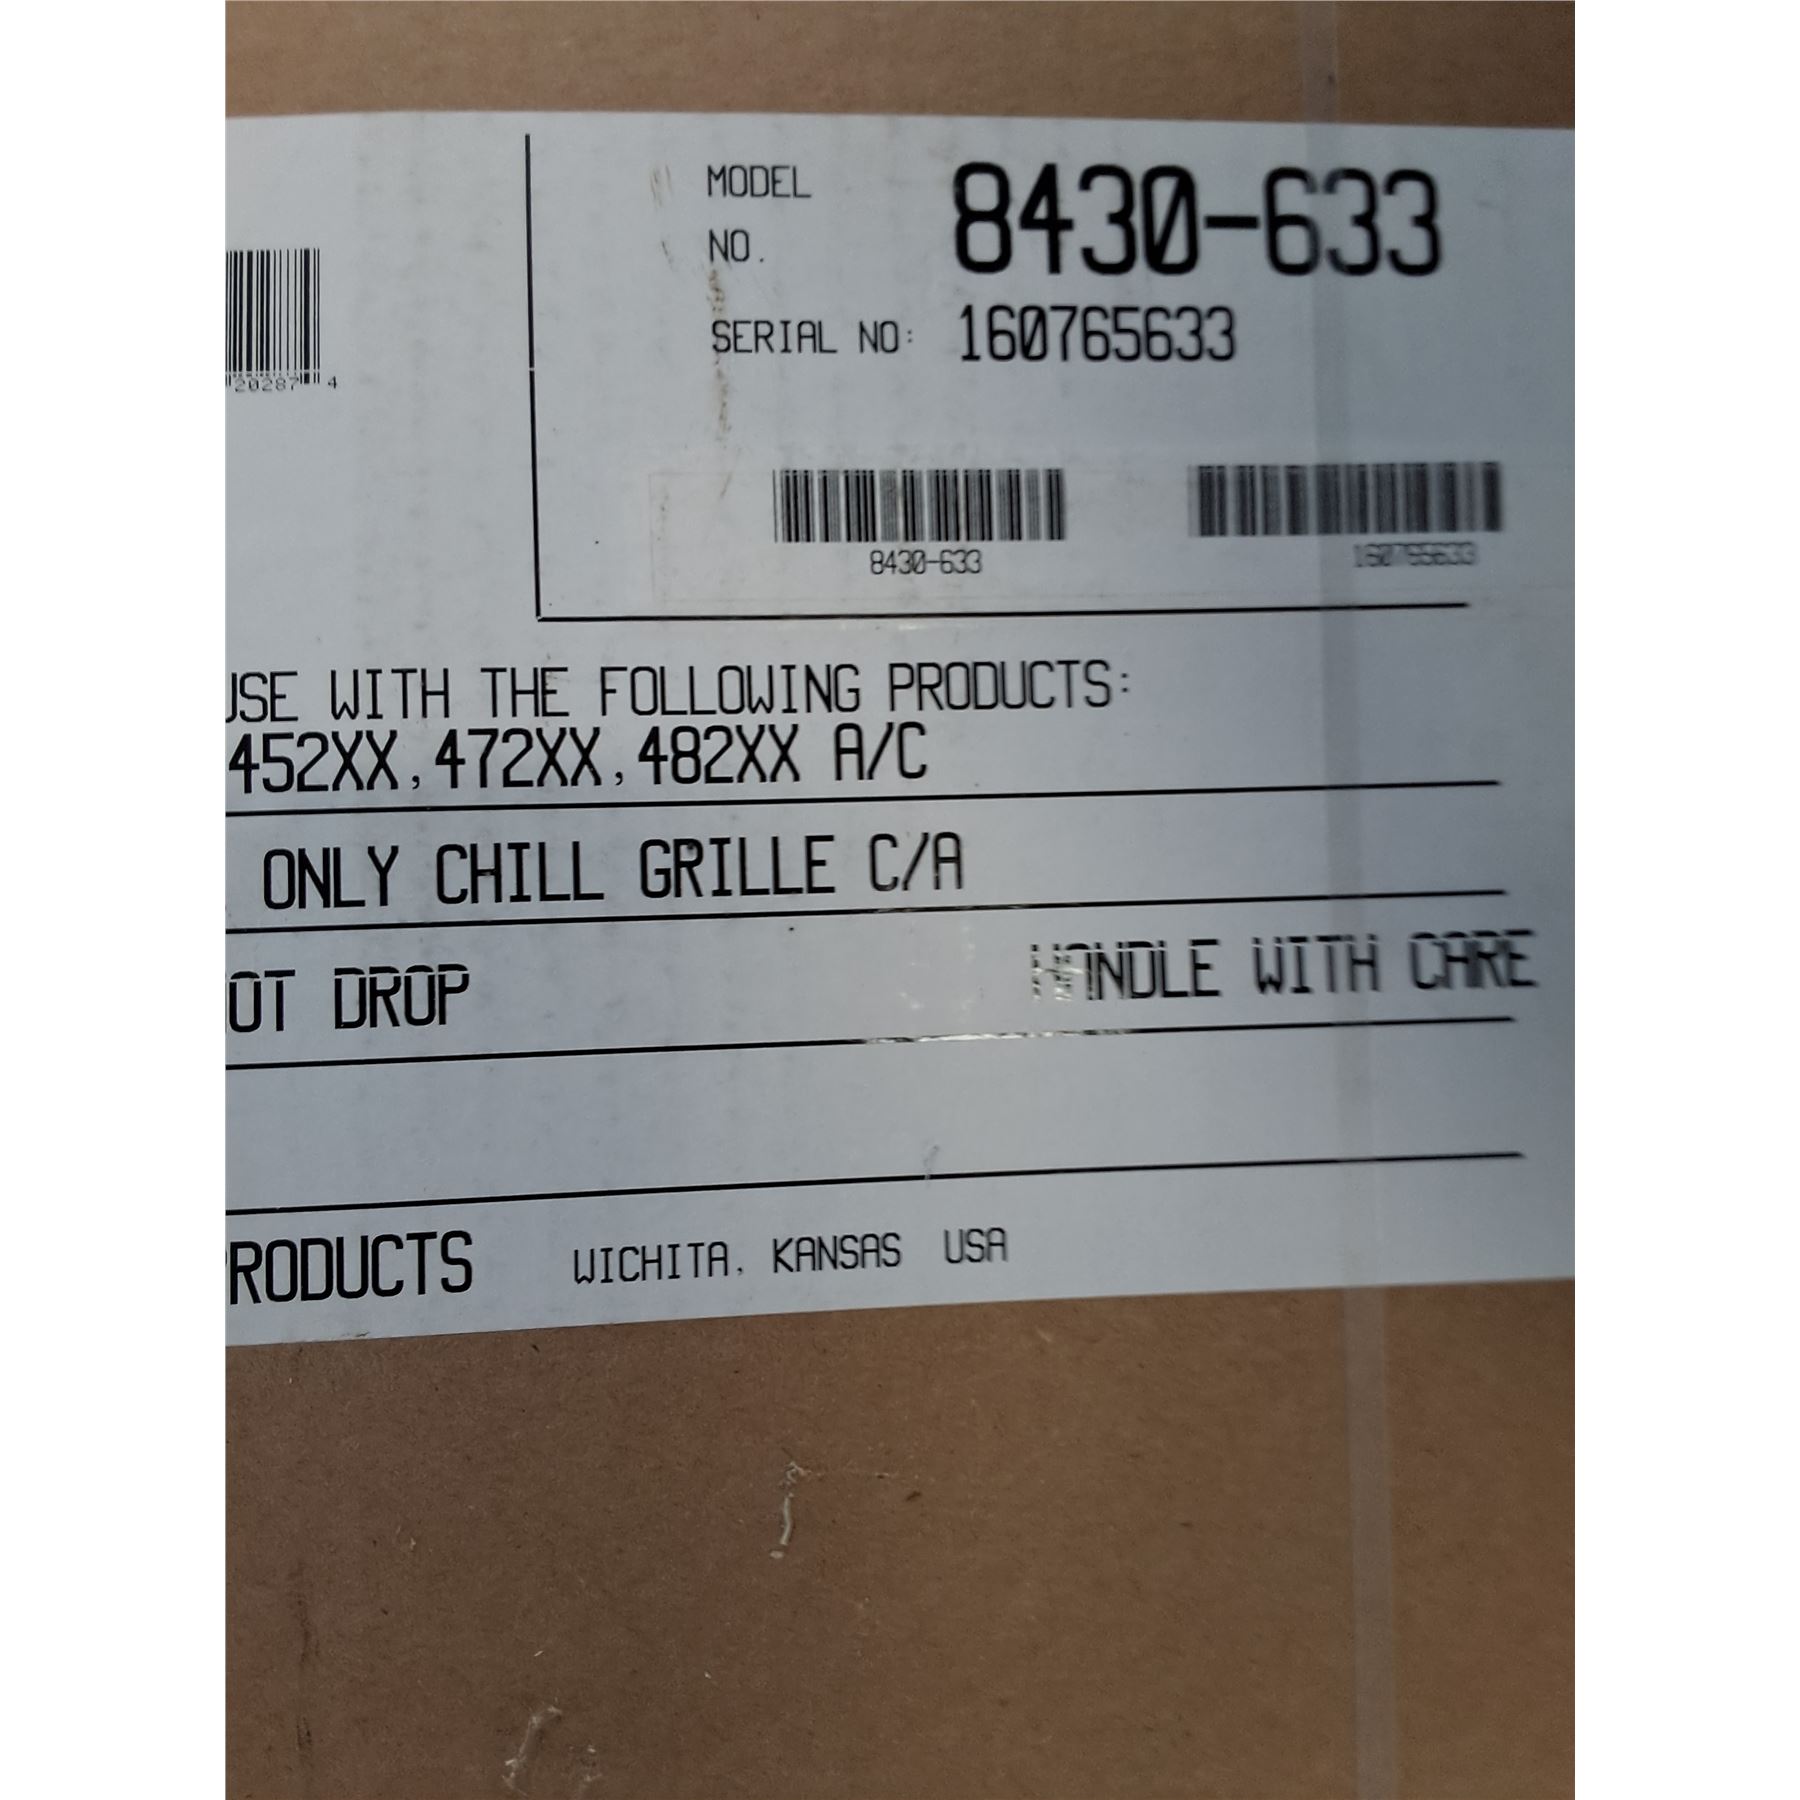 MODEL
NO.
8430-633
SERIAL NO: 160765633
20287 4
8430-633
160765633
USE WITH THE FOLLOWING PRODUCTS:
452XX,472XX,482XX A/C
ONLY CHILL GRILLE C/A
OT DROP
HANDLE WITH CARE
RODUCTS WICHITA, KANSAS USA